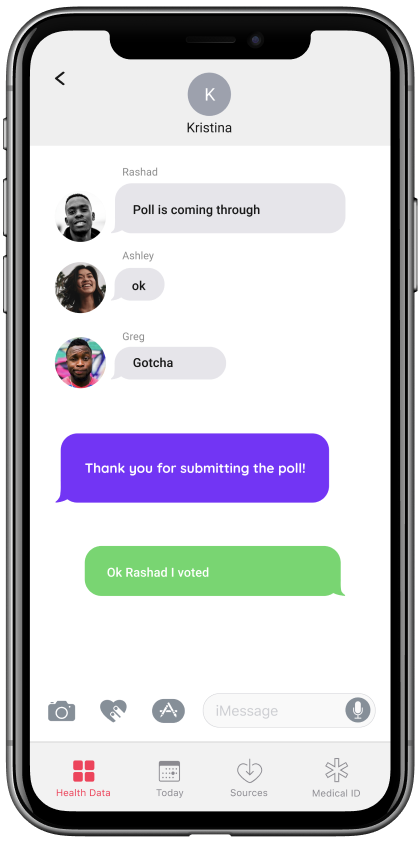 K
Kristina
Rashad
Poll is coming through
Ashley
ok
Greg
Gotcha
Thank you for submitting the poll!
Ok Rashad I voted
iMessage
Health Data
Today
Sources
Medical ID